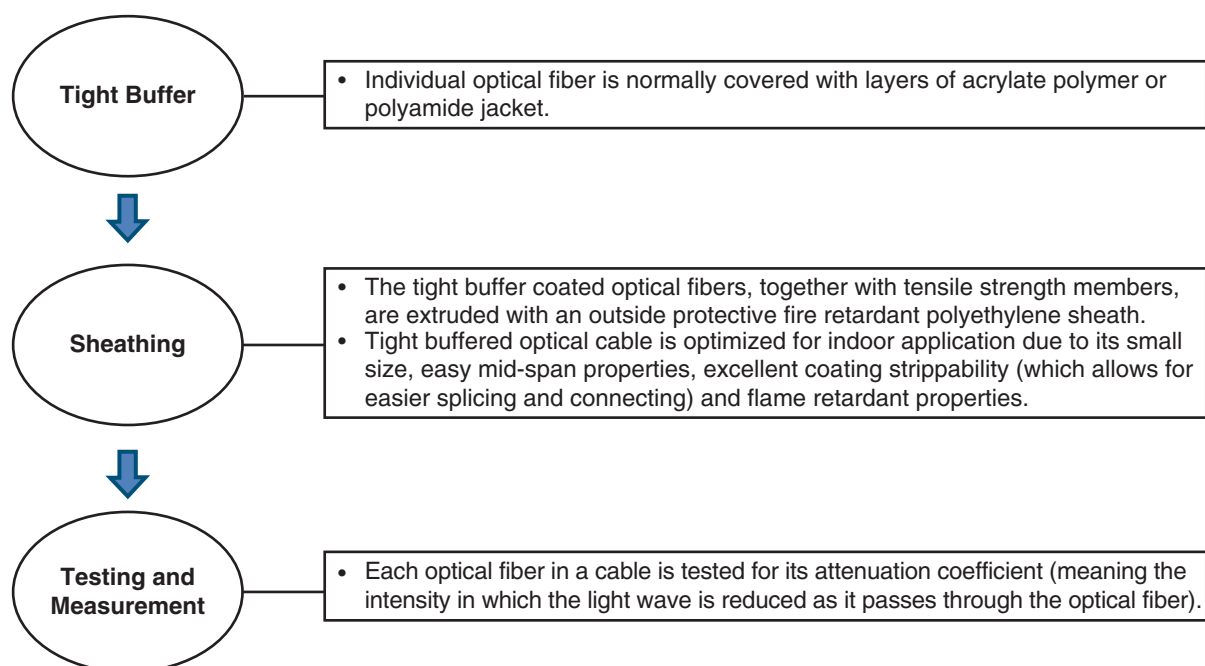 Tight Buffer
• Individual optical fiber is normally covered with layers of acrylate polymer or
polyamide jacket.
Sheathing
• The tight buffer coated optical fibers, together with tensile strength members,
are extruded with an outside protective fire retardant polyethylene sheath.
• Tight buffered optical cable is optimized for indoor application due to its small
size, easy mid-span properties, excellent coating strippability (which allows for
easier splicing and connecting) and flame retardant properties.
Testing and
Measurement
• Each optical fiber in a cable is tested for its attenuation coefficient (meaning the
intensity in which the light wave is reduced as it passes through the optical fiber).